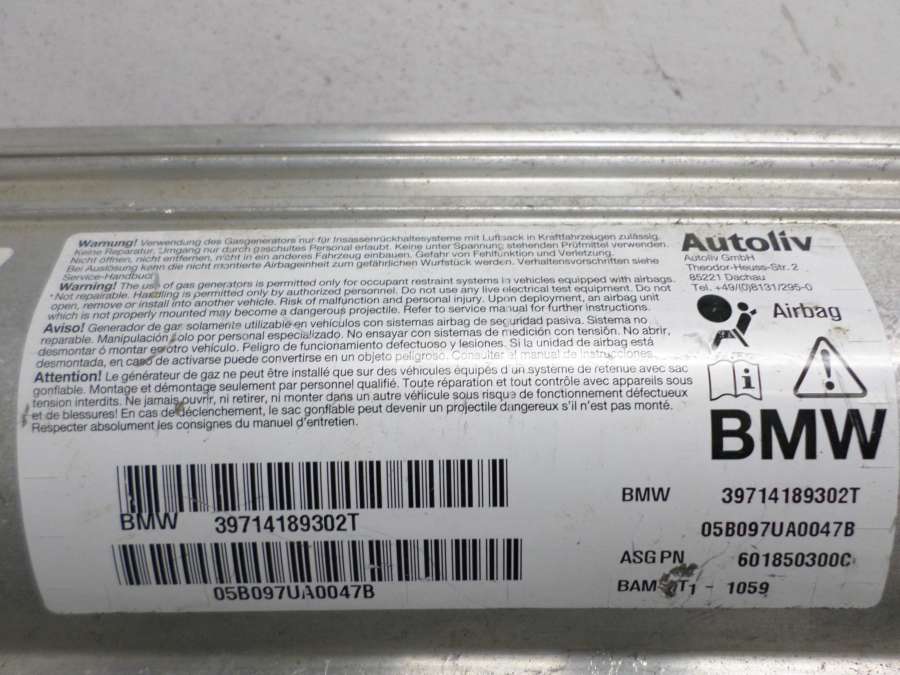 Warnung! Verwendung des Gasgenerators nur für Insassenrückhaltesysteme mit Luftsack in Kraftfahrzeugen zulässig.
Keine Reparatur. Umgang nur durch geschultes Personal erlaubt. Keine unter Spannung stehenden Prüfmittel verwenden.
Nicht öffnen, nicht entfernen, nicht in ein anderes Fahrzeug einbauen. Gefahr von Fehlfunktion und Verletzung.
Bei Auslösung kann die nicht montierte Airbageinheit zum gefährlichen Wurfstück werden. Verhaltensvorschriften siehe
Service-Handbuch
Warning! The use of gas generators is permitted only for occupant restraint systems in vehicles equipped with airbags.
Not repairable. Handling is permitted only by authorized personnel. Do not use any live electrical test equipment. Do not
open, remove or install into another vehicle. Risk of malfunction and personal injury. Upon deployment, an airbag unit
which is not properly mounted may become a dangerous projectile. Refer to service manual for further instructions.
Aviso! Generador de gar solamente utilizable en vehículos con sistemas airbag de seguridad pasiva. Sistema no
reparable. Manipulación solo por personal especializado. No ensayar con sistemas de medición con tensión. No abrir,
desmontar ó montar en otro vehículo. Peligro de funcionamiento defectuoso y lesiones. Si la unidad de airbag está
desmontada, en caso de activarse puede convertirse en un objeto peligroso. Consulter el manual de Instrucciones.
Attention! Le générateur de gaz ne peut être installé que sur des véhicules équipés d'un système de retenue avec sac
gonflable. Montage et démontage seulement par personnel qualifié. Toute réparation et tout contrôle avec appareils sous
tension interdits. Ne jamais ouvrir, ni retirer, ni monter dans un autre véhicule sous risque de fonctionnement défectueux
et de blessures! En cas de déclenchement, le sac gonflable peut devenir un projectile dangereux s'il n'est pas monté.
Respecter absolument les consignes du manuel d'entretien.
Autoliv
Autoliv GmbH
Theodor-Heuss-Str. 2
85221 Dachau
Tel. +49/(0)8131/295-0
Airbag
i
BMW
BMW 39714189302T
05B097UA0047B
BMW 39714189302T
05B097UA0047B
ASG PN 601850300C
1059